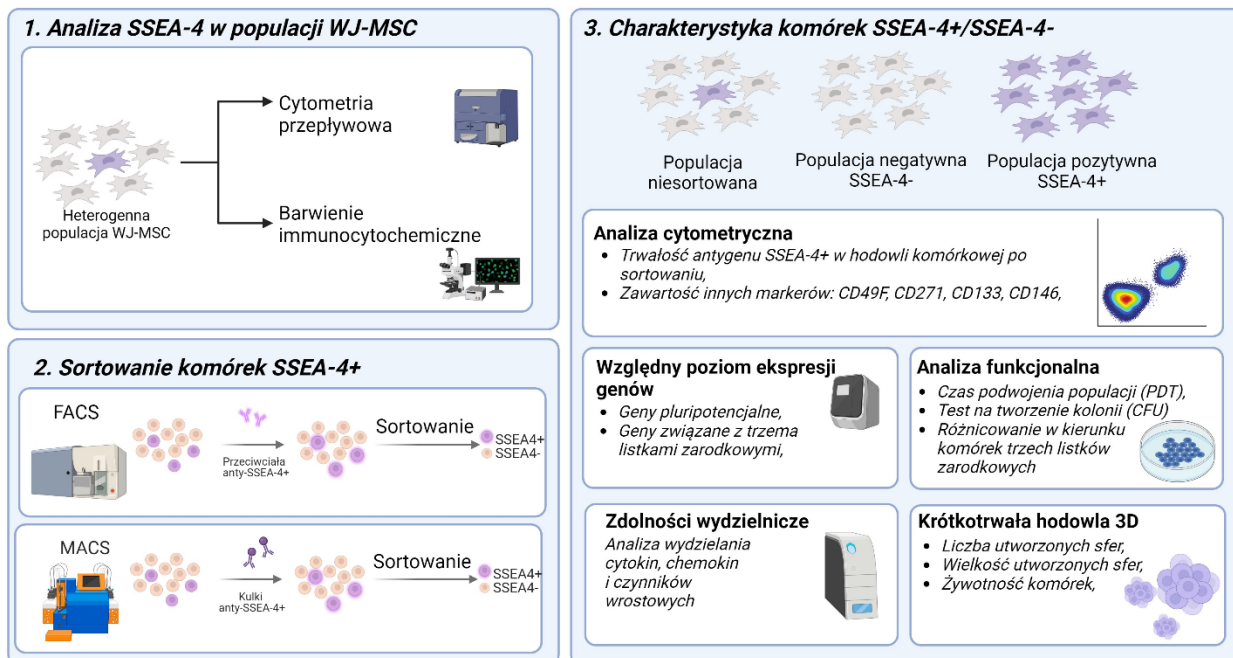 1. Analiza SSEA-4 w populacji WJ-MSC
Heterogenna
populacja WJ-MSC
Cytometria
przepływowa
Barwienie
immunocytochemiczne
2. Sortowanie komórek SSEA-4+
FACS
Przeciwciała
anty-SSEA-4+
Sortowanie
SSEA4+
SSEA4-
MACS
Kulki
anty-SSEA-4+
Sortowanie
SSEA4+
SSEA4-
3. Charakterystyka komórek SSEA-4+/SSEA-4-
Populacja
niesortowana
Populacja negatywna
SSEA-4-
Populacja pozytywna
SSEA-4+
Analiza cytometryczna
• Trwałość antygenu SSEA-4+ w hodowli komórkowej po
sortowaniu,
• Zawartość innych markerów: CD49F, CD271, CD133, CD146,
Względny poziom ekspresji
genów
• Geny pluripotencjalne,
• Geny związane z trzema
listkami zarodkowymi,
Analiza funkcjonalna
• Czas podwojenia populacji (PDT),
• Test na tworzenie kolonii (CFU)
• Różnicowanie w kierunku
komórek trzech listków
zarodkowych
Zdolności wydzielnicze
Analiza wydzielania
cytokin, chemokin
i czynników
wrostowych
Krótkotrwała hodowla 3D
• Liczba utworzonych sfer,
• Wielkość utworzonych sfer,
• Żywotność komórek,